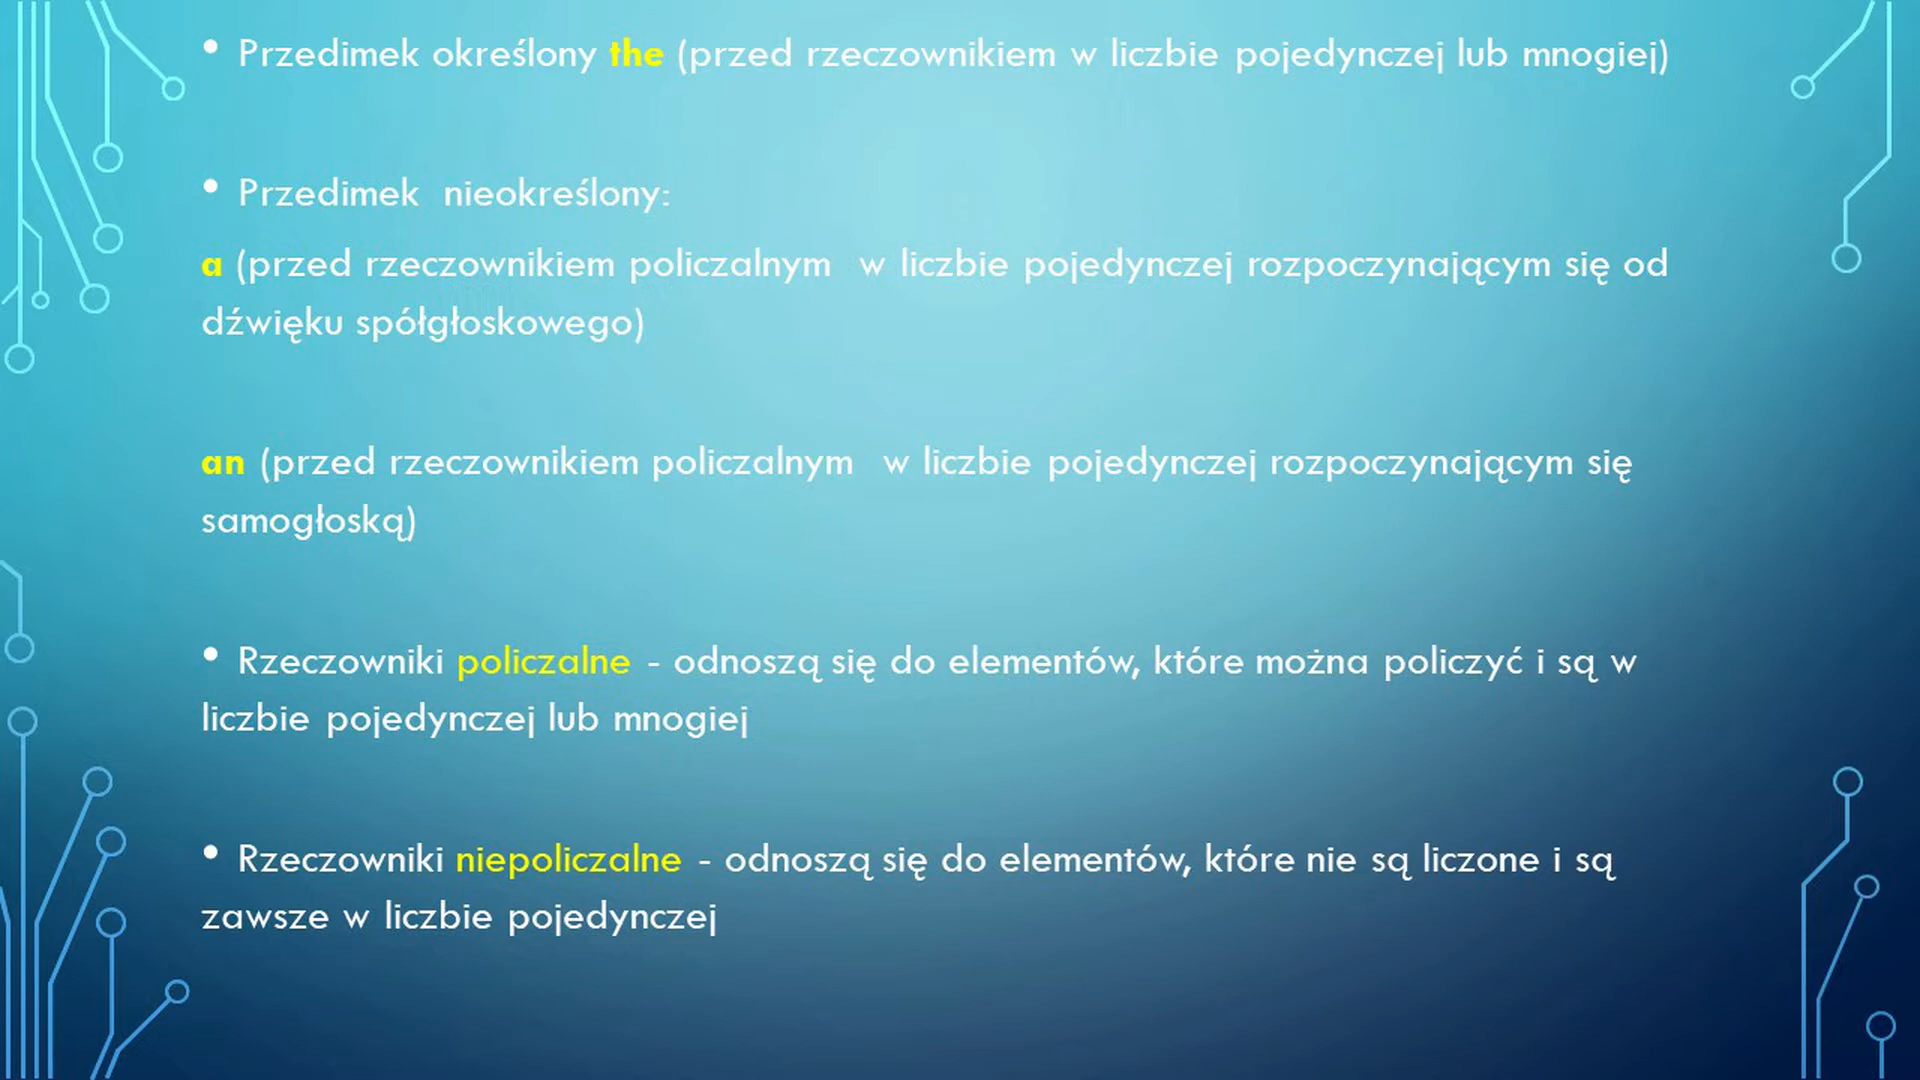 • Przedimek określony the (przed rzeczownikiem w liczbie pojedynczej lub mnogiej)
• Przedimek nieokreślony:
a (przed rzeczownikiem policzalnym w liczbie pojedynczej rozpoczynającym się od
dźwięku spółgłoskowego)
an (przed rzeczownikiem policzalnym w liczbie pojedynczej rozpoczynającym się
samogłoską)
• Rzeczowniki policzalne - odnoszą się do elementów, które można policzyć i są w
liczbie pojedynczej lub mnogiej
• Rzeczowniki niepoliczalne - odnoszą się do elementów, które nie są liczone i są
zawsze w liczbie pojedynczej